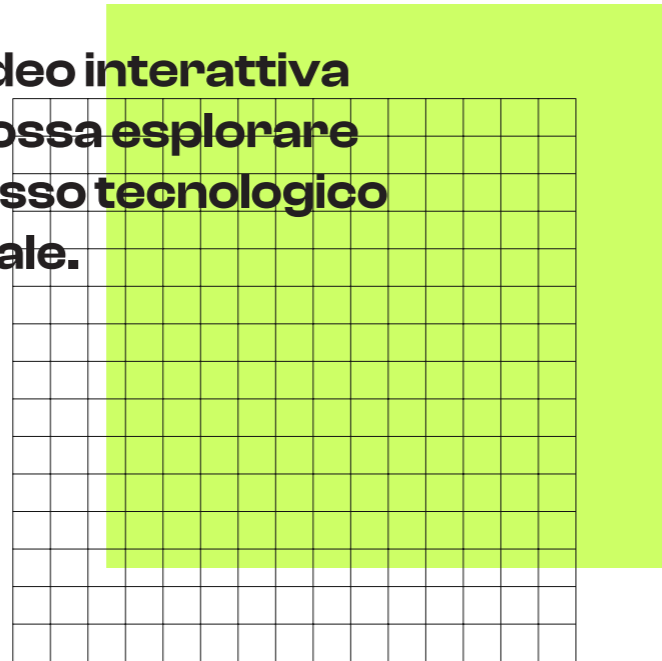 deo interattiva
ossa esplorare
sso tecnologico
ale.